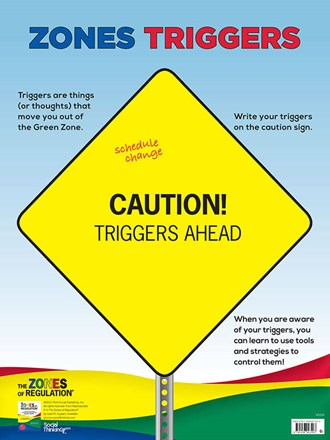 ZONES TRIGGERS
Triggers are things
(or thoughts) that
move you out of
the Green Zone.
Write your triggers
on the caution sign.
schedule
change
CAUTION!
TRIGGERS AHEAD
When you are aware
of your triggers, you
can learn to use tools
and strategies to
control them!
THE ZONES
OF REGULATION®
Social
Thinking